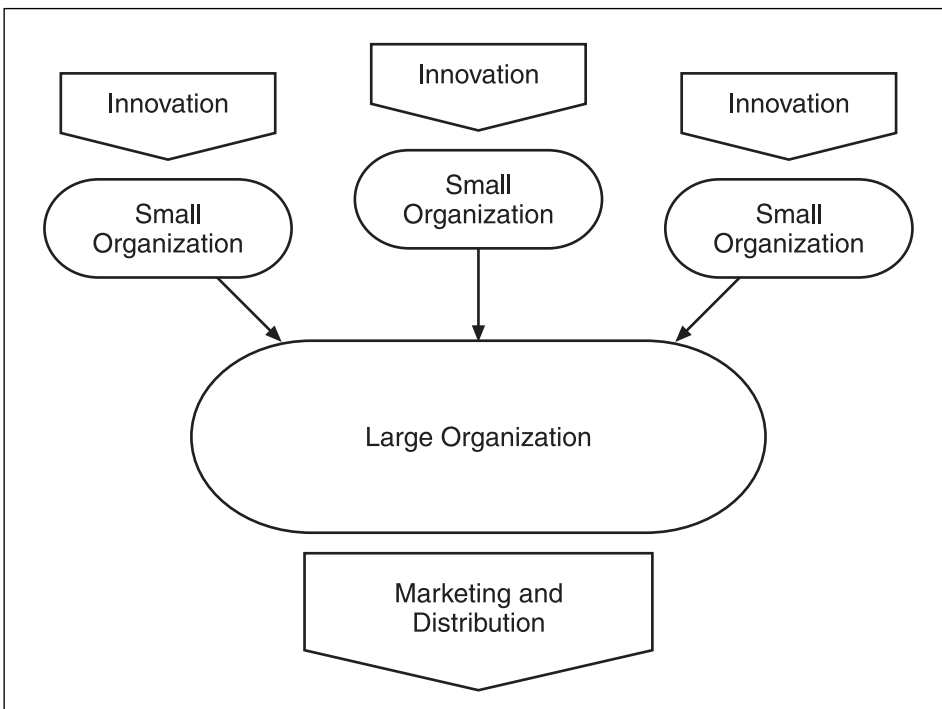 Innovation
Innovation
Innovation
Small
Organization
Small
Organization
Small
Organization
Large Organization
Marketing and
Distribution